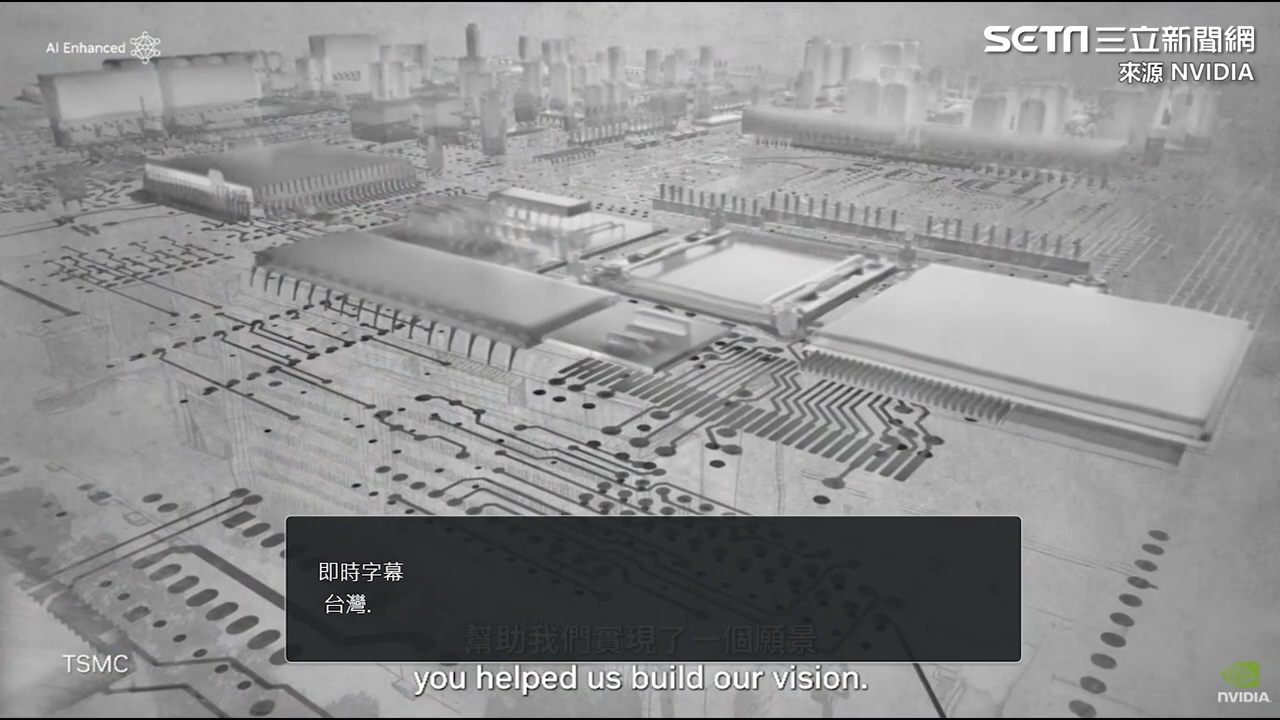 AI Enhanced
SETN三立新聞網
來源 NVIDIA
即時字幕
台灣.
幫助我們實現了一個願景
you helped us build our vision.
TSMC
NVIDIA.